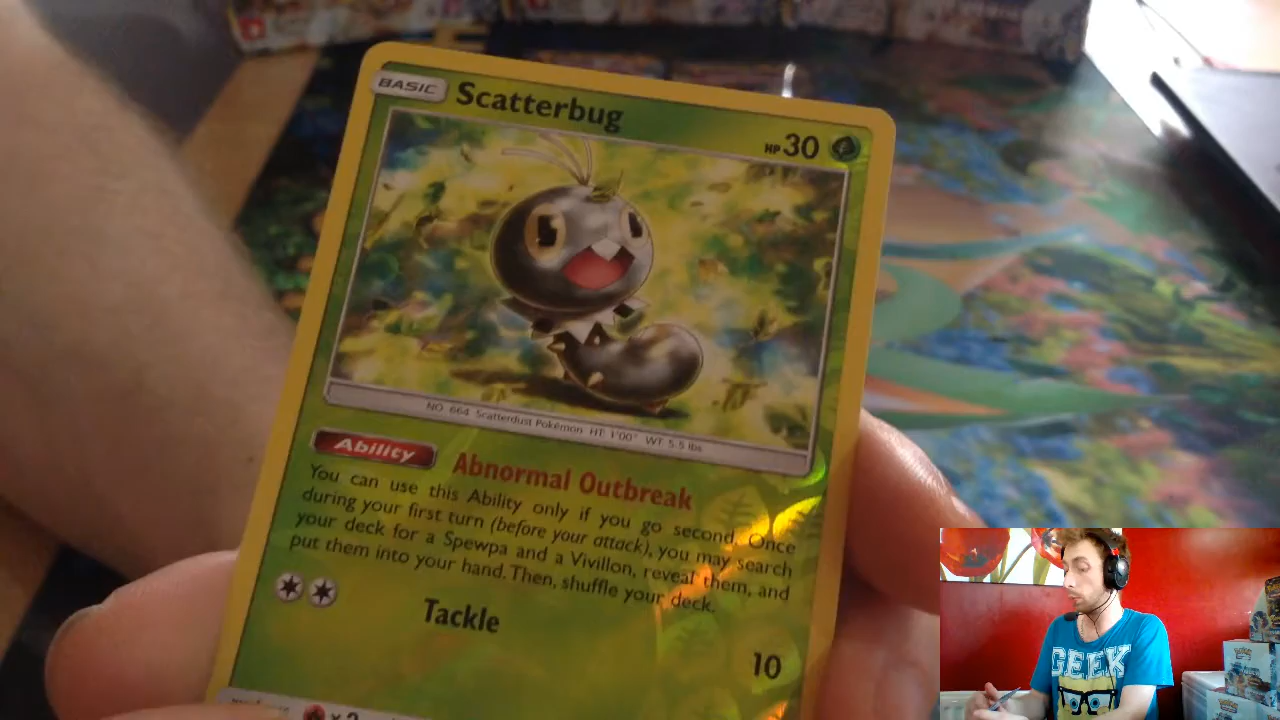 BASIC Scatterbug HP30
NO. 664 Scatterdust Pokémon HT: 1'00" WT: 5.5 lbs
Ability Abnormal Outbreak
You can use this Ability only if you go second. Once
during your first turn (before your attack), you may search
your deck for a Spewpa and a Vivillon, reveal them, and
put them into your hand. Then, shuffle your deck.
Tackle
10
x2
GEEK